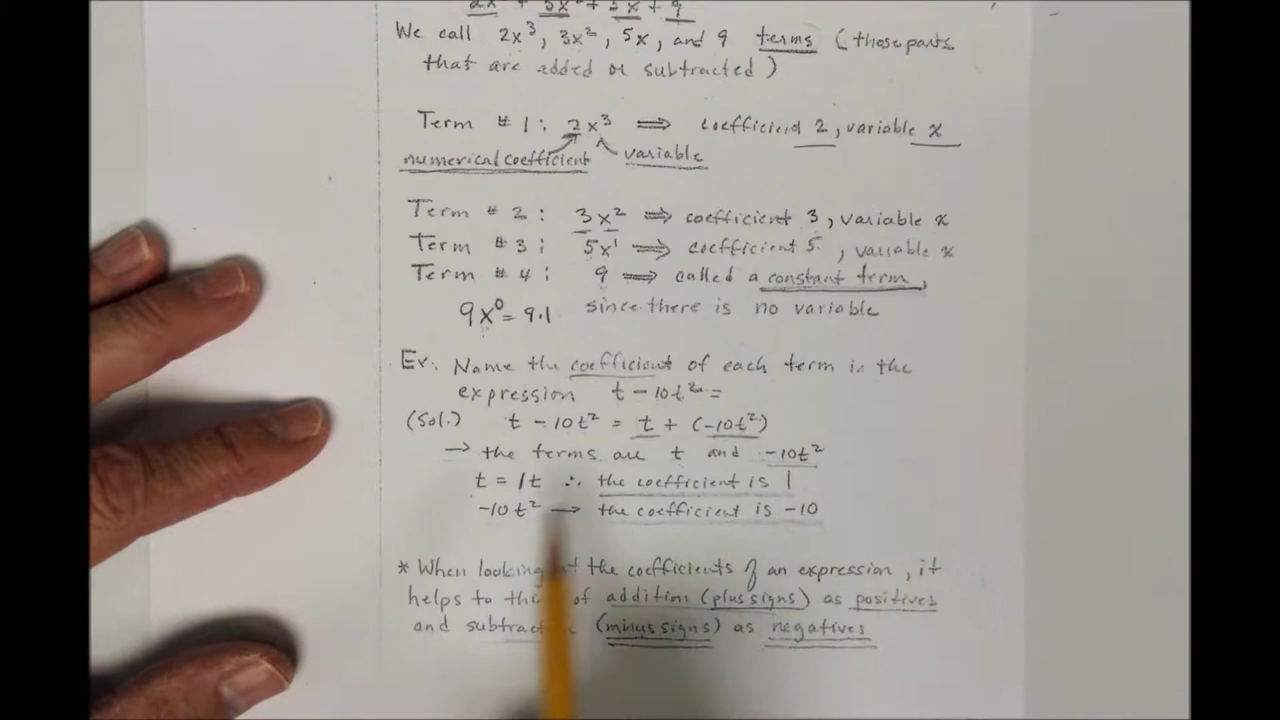 2x³ + 3x² + 5x + 9
We call 2x³, 3x², 5x, and 9 terms (those parts
that are added or subtracted)
Term #1: 2x³ ⟹ coefficient 2, variable x
numerical coefficient variable
Term #2: 3x² ⟹ coefficient 3, variable x
Term #3: 5x¹ ⟹ coefficient 5, variable x
Term #4: 9 ⟹ called a constant term,
9x⁰ = 9·1 since there is no variable
Ex. Name the coefficient of each term in the
expression t - 10t² =
(Sol.) t - 10t² = t + (-10t²)
→ the terms are t and -10t²
t = 1t ∴ the coefficient is 1
-10t² → the coefficient is -10
* When looking at the coefficients of an expression, it
helps to of addition (plus signs) as positives
and (minus signs) as negatives